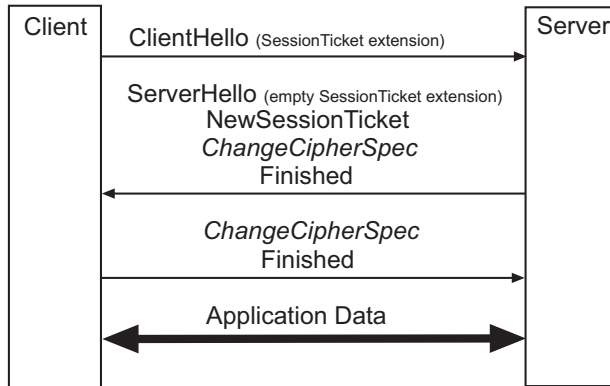 Client
Server
ClientHello (SessionTicket extension)
ServerHello (empty SessionTicket extension)
NewSessionTicket
ChangeCipherSpec
Finished
ChangeCipherSpec
Finished
Application Data